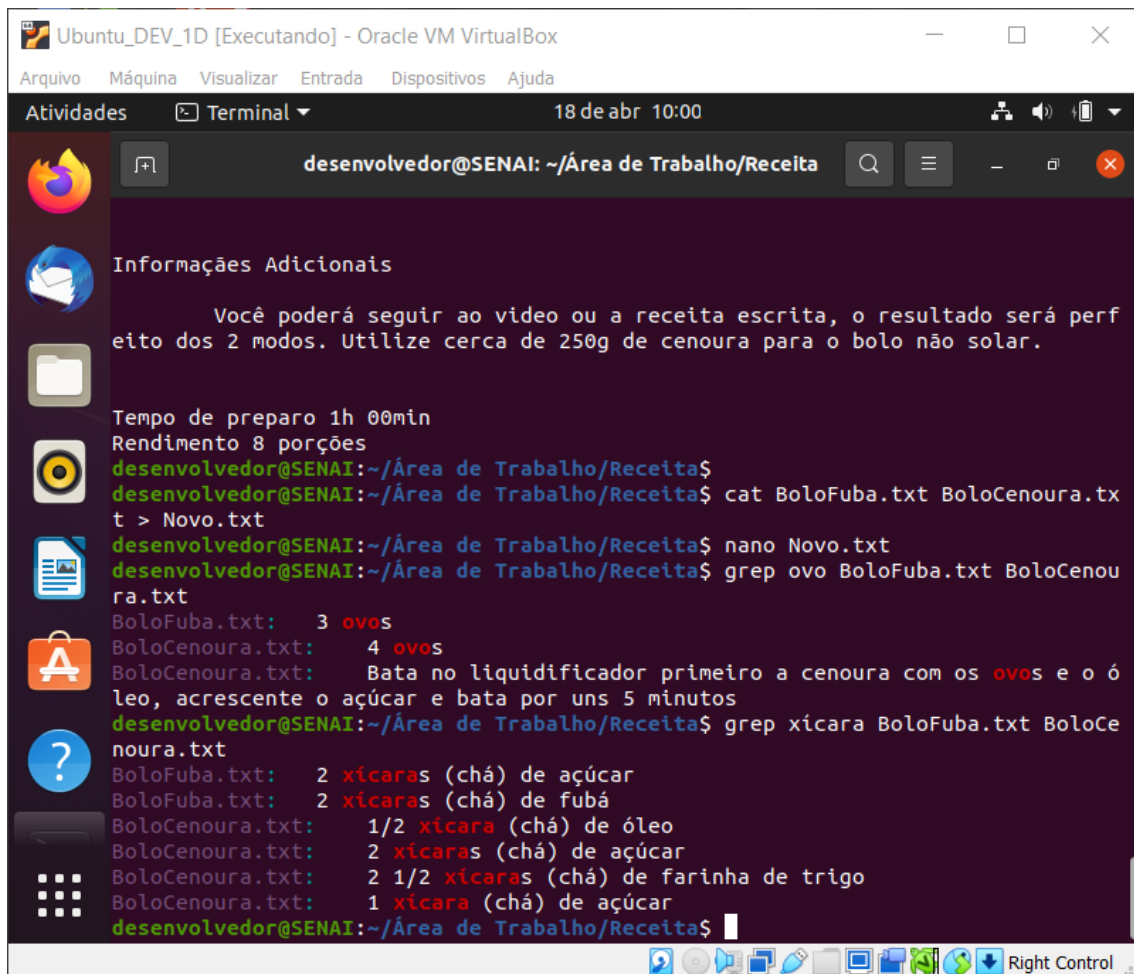 Ubuntu_DEV_1D [Executando] - Oracle VM VirtualBox
Arquivo Máquina Visualizar Entrada Dispositivos Ajuda
Atividades Terminal 18 de abr 10:00
desenvolvedor@SENAI: ~/Área de Trabalho/Receita
Informaçães Adicionais
Você poderá seguir ao video ou a receita escrita, o resultado será perf
eito dos 2 modos. Utilize cerca de 250g de cenoura para o bolo não solar.
Tempo de preparo 1h 00min
Rendimento 8 porções
desenvolvedor@SENAI:~/Área de Trabalho/Receita$
desenvolvedor@SENAI:~/Área de Trabalho/Receita$ cat BoloFuba.txt BoloCenoura.tx
t > Novo.txt
desenvolvedor@SENAI:~/Área de Trabalho/Receita$ nano Novo.txt
desenvolvedor@SENAI:~/Área de Trabalho/Receita$ grep ovo BoloFuba.txt BoloCenou
ra.txt
BoloFuba.txt: 3 ovos
BoloCenoura.txt: 4 ovos
BoloCenoura.txt: Bata no liquidificador primeiro a cenoura com os ovos e o ó
leo, acrescente o açúcar e bata por uns 5 minutos
desenvolvedor@SENAI:~/Área de Trabalho/Receita$ grep xícara BoloFuba.txt BoloCe
noura.txt
BoloFuba.txt: 2 xícaras (chá) de açúcar
BoloFuba.txt: 2 xícaras (chá) de fubá
BoloCenoura.txt: 1/2 xícara (chá) de óleo
BoloCenoura.txt: 2 xícaras (chá) de açúcar
BoloCenoura.txt: 2 1/2 xícaras (chá) de farinha de trigo
BoloCenoura.txt: 1 xícara (chá) de açúcar
desenvolvedor@SENAI:~/Área de Trabalho/Receita$
Right Control